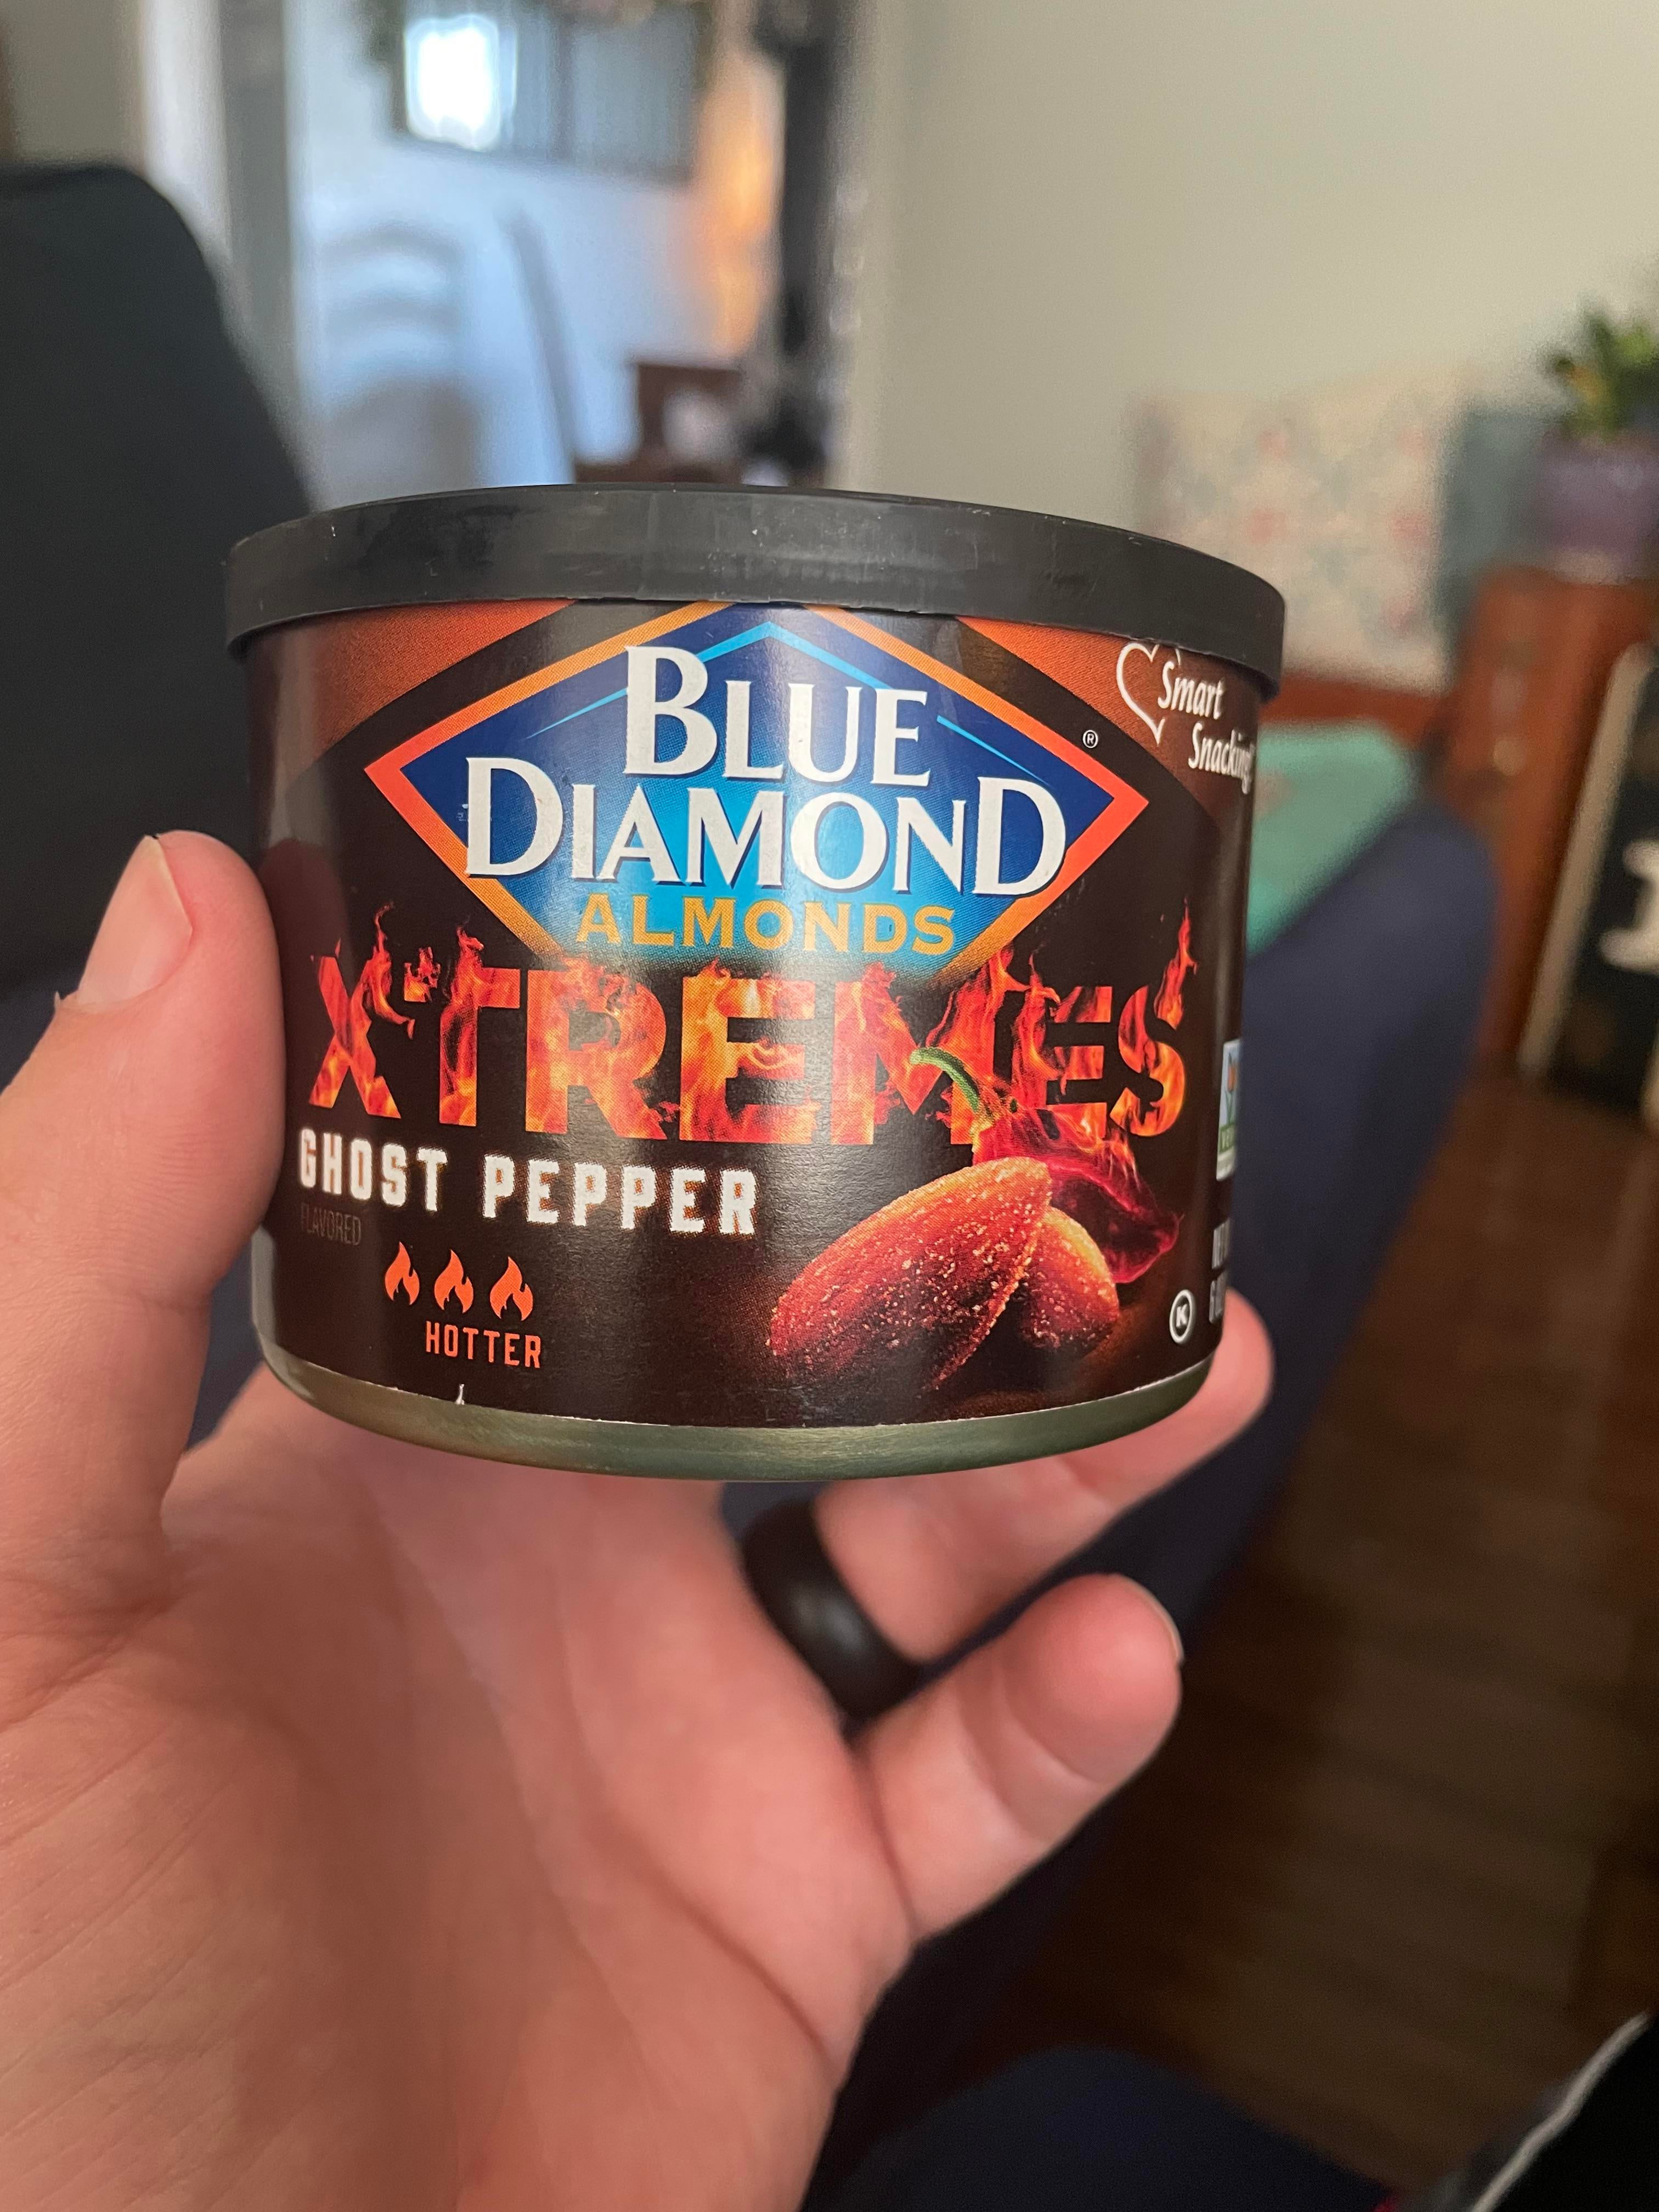 Smart
Snacking
BLUE
DIAMOND
®
ALMONDS
XTREMES
GHOST PEPPER
FLAVORED
HOTTER
K